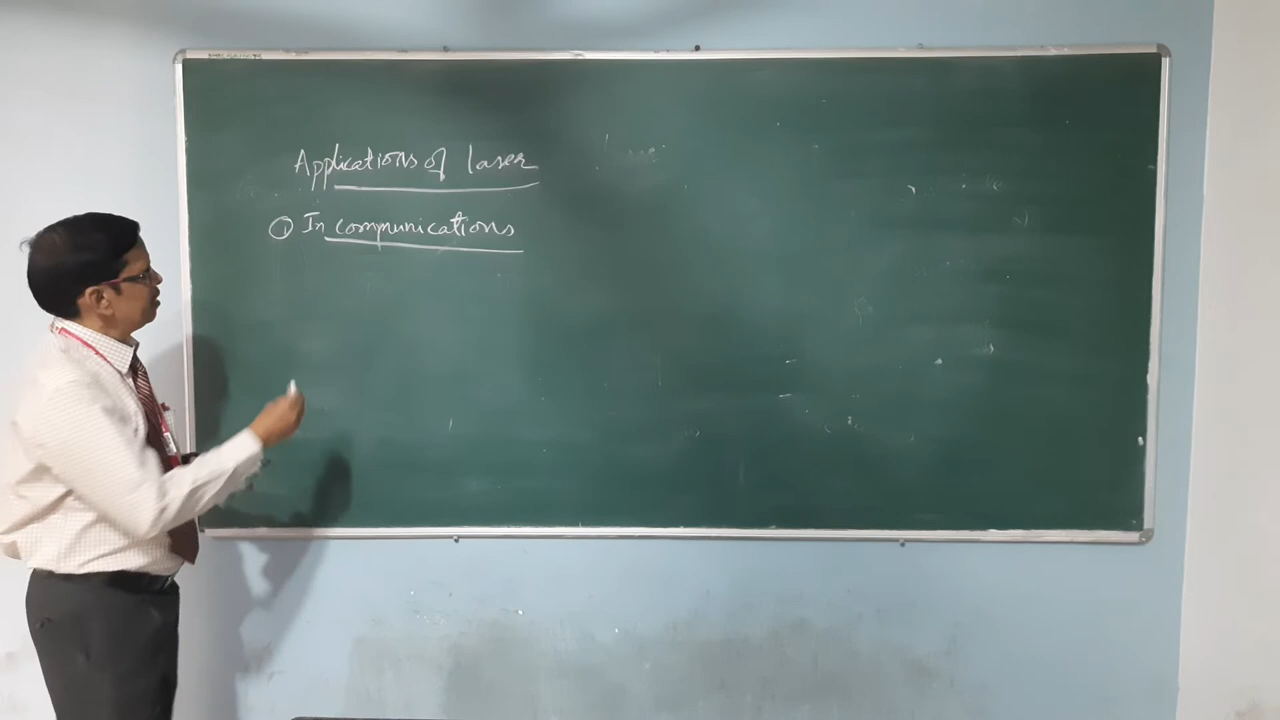 Applications of laser
① In communications